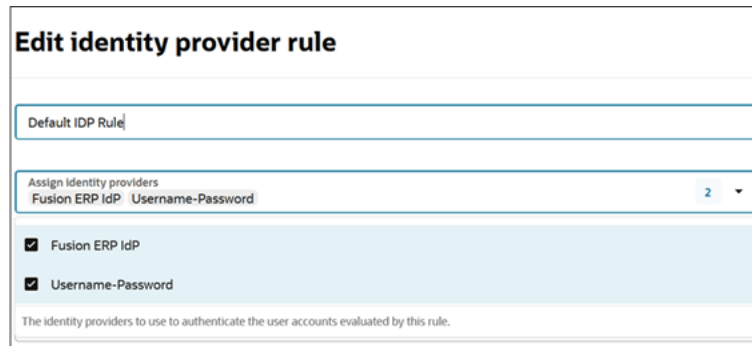 Edit identity provider rule
Default IDP Rule
Assign identity providers
Fusion ERP IdP Username-Password 2
Fusion ERP IdP
Username-Password
The identity providers to use to authenticate the user accounts evaluated by this rule.